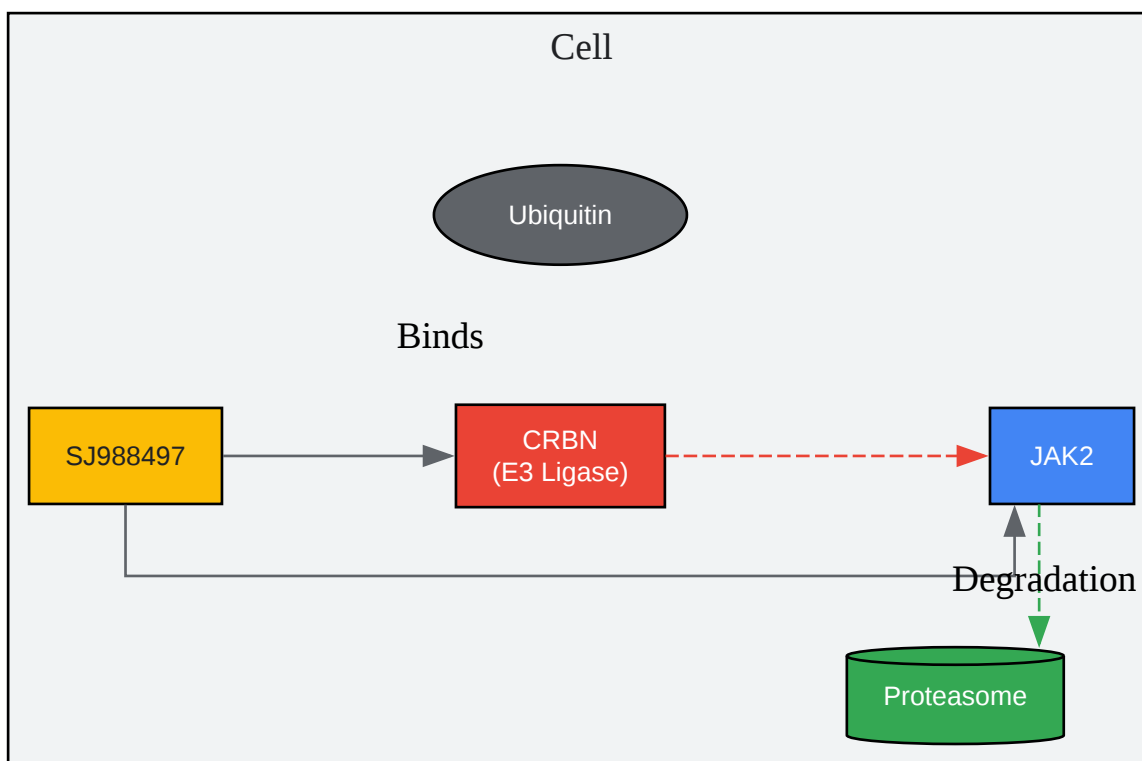 Cell
Ubiquitin
Binds
SJ988497
CRBN
(E3 Ligase)
JAK2
Degradation
Proteasome